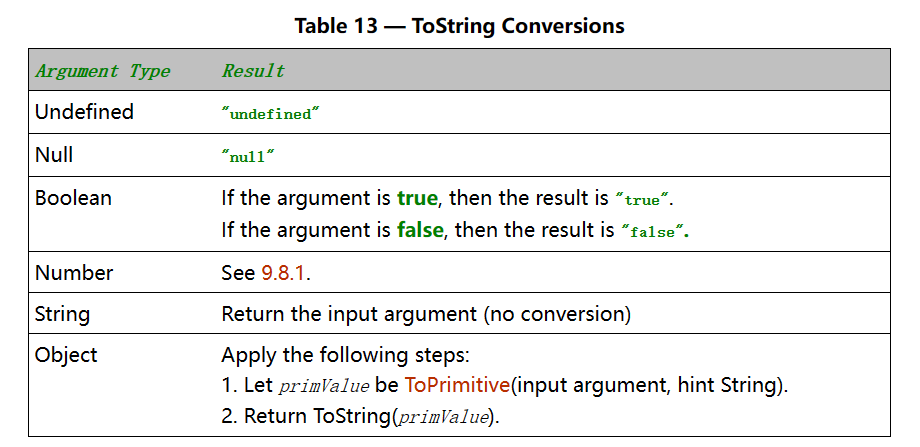 Table 13 — ToString Conversions
Argument Type Result
Undefined "undefined"
Null "null"
Boolean If the argument is true, then the result is "true".
If the argument is false, then the result is "false".
Number See 9.8.1.
String Return the input argument (no conversion)
Object Apply the following steps:
1. Let primValue be ToPrimitive(input argument, hint String).
2. Return ToString(primValue).